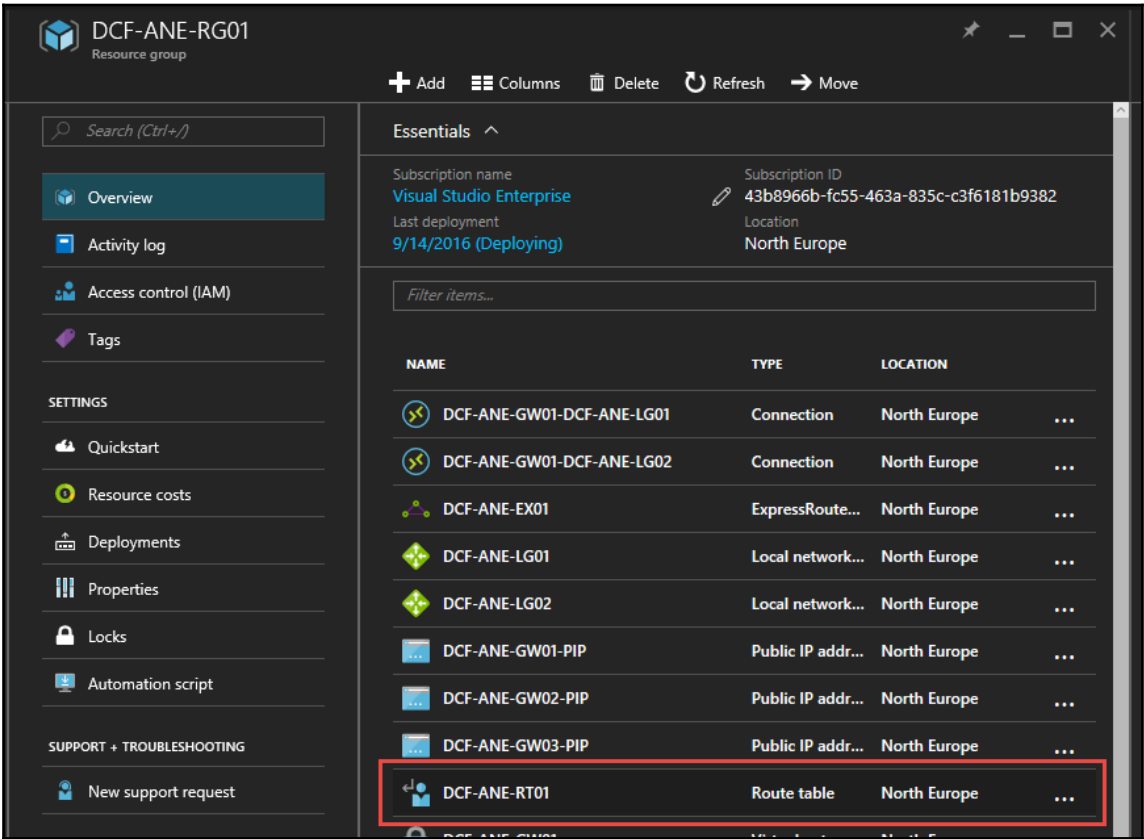 DCF-ANE-RG01
Resource group
Add Columns Delete Refresh Move
Search (Ctrl+/)
Overview
Activity log
Access control (IAM)
Tags
SETTINGS
Quickstart
Resource costs
Deployments
Properties
Locks
Automation script
SUPPORT + TROUBLESHOOTING
New support request
Essentials
Subscription name
Visual Studio Enterprise
Last deployment
9/14/2016 (Deploying)
Subscription ID
43b8966b-fc55-463a-835c-c3f6181b9382
Location
North Europe
Filter items...
NAME TYPE LOCATION
DCF-ANE-GW01-DCF-ANE-LG01 Connection North Europe ...
DCF-ANE-GW01-DCF-ANE-LG02 Connection North Europe ...
DCF-ANE-EX01 ExpressRoute... North Europe ...
DCF-ANE-LG01 Local network... North Europe ...
DCF-ANE-LG02 Local network... North Europe ...
DCF-ANE-GW01-PIP Public IP addr... North Europe ...
DCF-ANE-GW02-PIP Public IP addr... North Europe ...
DCF-ANE-GW03-PIP Public IP addr... North Europe ...
DCF-ANE-RT01 Route table North Europe ...